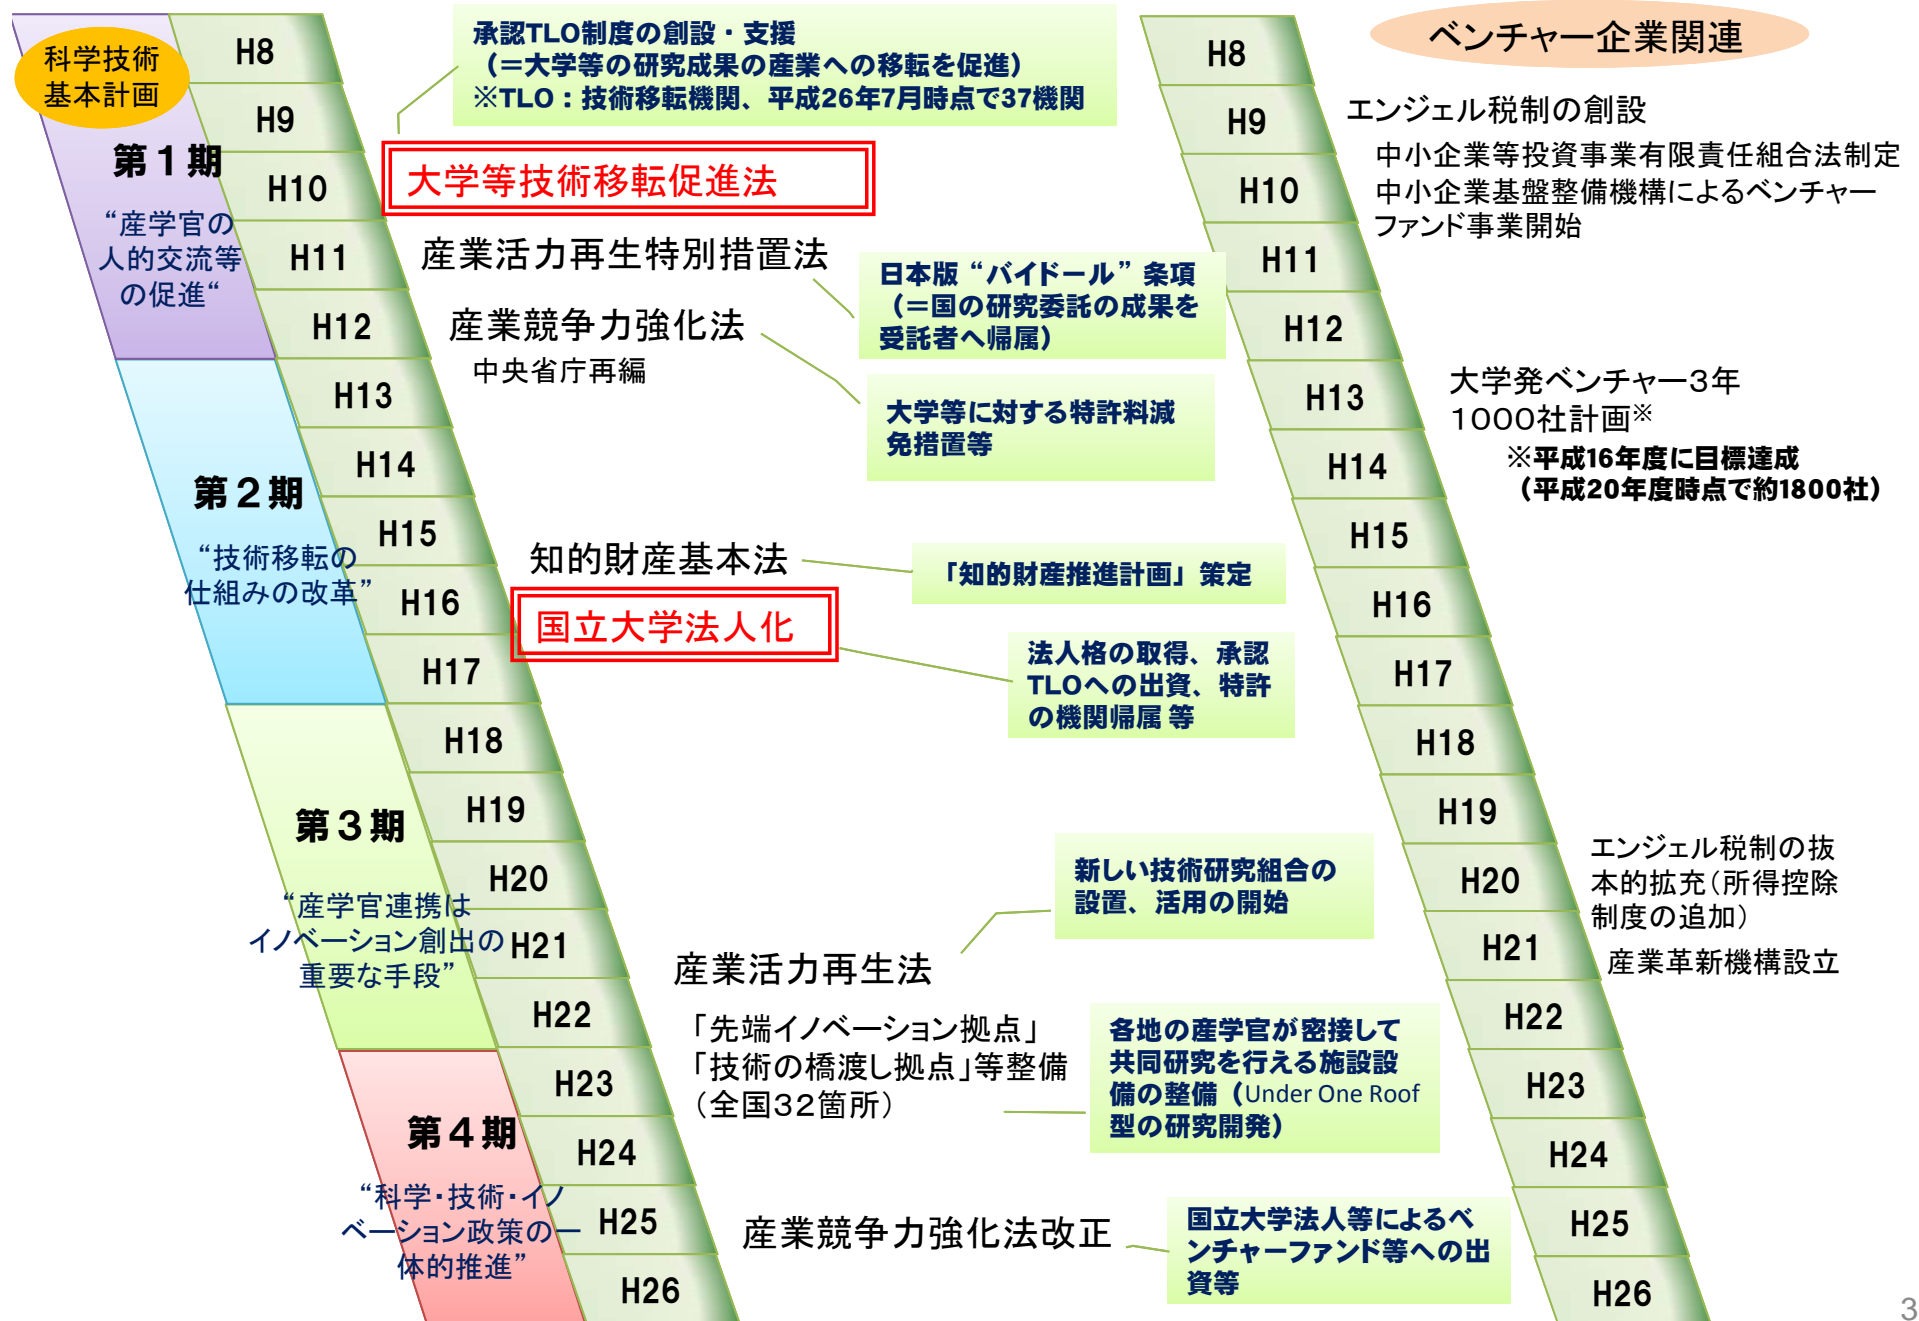 科学技術
基本計画
第1期
“産学官の
人的交流等
の促進“
第2期
“技術移転の
仕組みの改革”
第3期
“産学官連携は
イノベーション創出の
重要な手段”
第4期
“科学・技術・イノ
ベーション政策の一
体的推進”
H8
H9
H10
H11
H12
H13
H14
H15
H16
H17
H18
H19
H20
H21
H22
H23
H24
H25
H26
承認TLO制度の創設・支援
（＝大学等の研究成果の産業への移転を促進）
※TLO：技術移転機関、平成26年7月時点で37機関
大学等技術移転促進法
産業活力再生特別措置法
日本版“バイドール”条項
（＝国の研究委託の成果を
受託者へ帰属）
産業競争力強化法
中央省庁再編
大学等に対する特許料減
免措置等
知的財産基本法
「知的財産推進計画」策定
国立大学法人化
法人格の取得、承認
TLOへの出資、特許
の機関帰属 等
新しい技術研究組合の
設置、活用の開始
産業活力再生法
「先端イノベーション拠点」
「技術の橋渡し拠点」等整備
（全国32箇所）
各地の産学官が密接して
共同研究を行える施設設
備の整備（Under One Roof
型の研究開発）
産業競争力強化法改正
国立大学法人等によるベ
ンチャーファンド等への出
資等
H8
H9
H10
H11
H12
H13
H14
H15
H16
H17
H18
H19
H20
H21
H22
H23
H24
H25
H26
ベンチャー企業関連
エンジェル税制の創設
中小企業等投資事業有限責任組合法制定
中小企業基盤整備機構によるベンチャー
ファンド事業開始
大学発ベンチャー3年
1000社計画※
※平成16年度に目標達成
（平成20年度時点で約1800社）
エンジェル税制の抜
本的拡充（所得控除
制度の追加）
産業革新機構設立
3